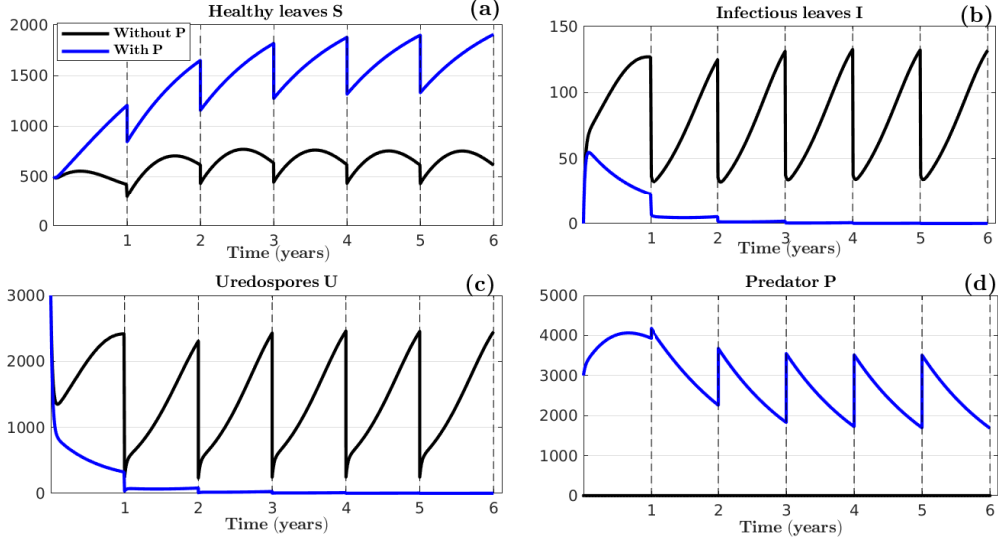 Healthy leaves S
(a)
Without P
With P
2000
1500
1000
500
0
1 2 3 4 5 6
Time (years)
Infectious leaves I
(b)
150
100
50
0
1 2 3 4 5 6
Time (years)
Uredospores U
(c)
3000
2000
1000
0
1 2 3 4 5 6
Time (years)
Predator P
(d)
5000
4000
3000
2000
1000
0
1 2 3 4 5 6
Time (years)